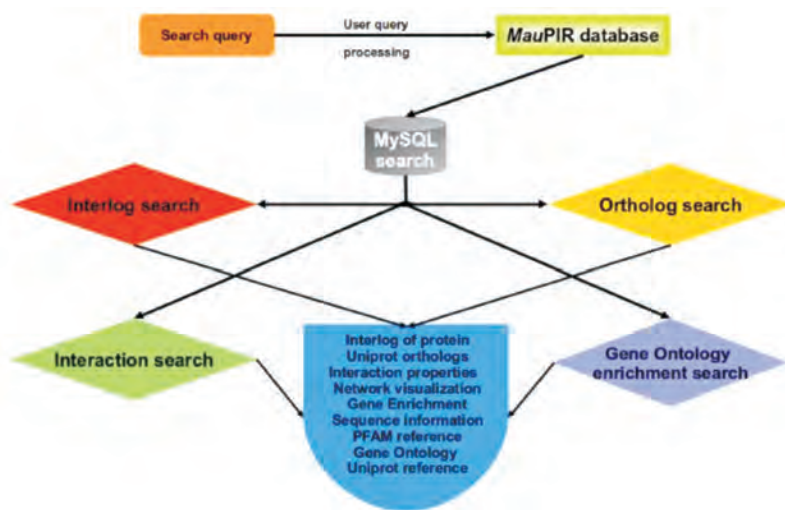 Search query
User query
processing
MauPIR database
MySQL
search
Interlog search
Ortholog search
Interaction search
Interlog of protein
Uniprot orthologs
Interaction properties
Network visualization
Gene Enrichment
Sequence information
PFAM reference
Gene Ontology
Uniprot reference
Gene Ontology
enrichment search